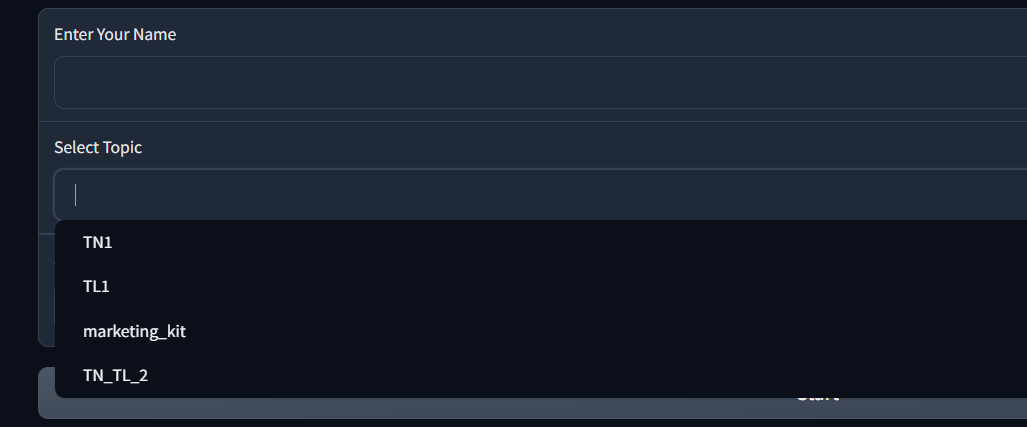 Enter Your Name
Select Topic
TN1
TL1
marketing_kit
TN_TL_2